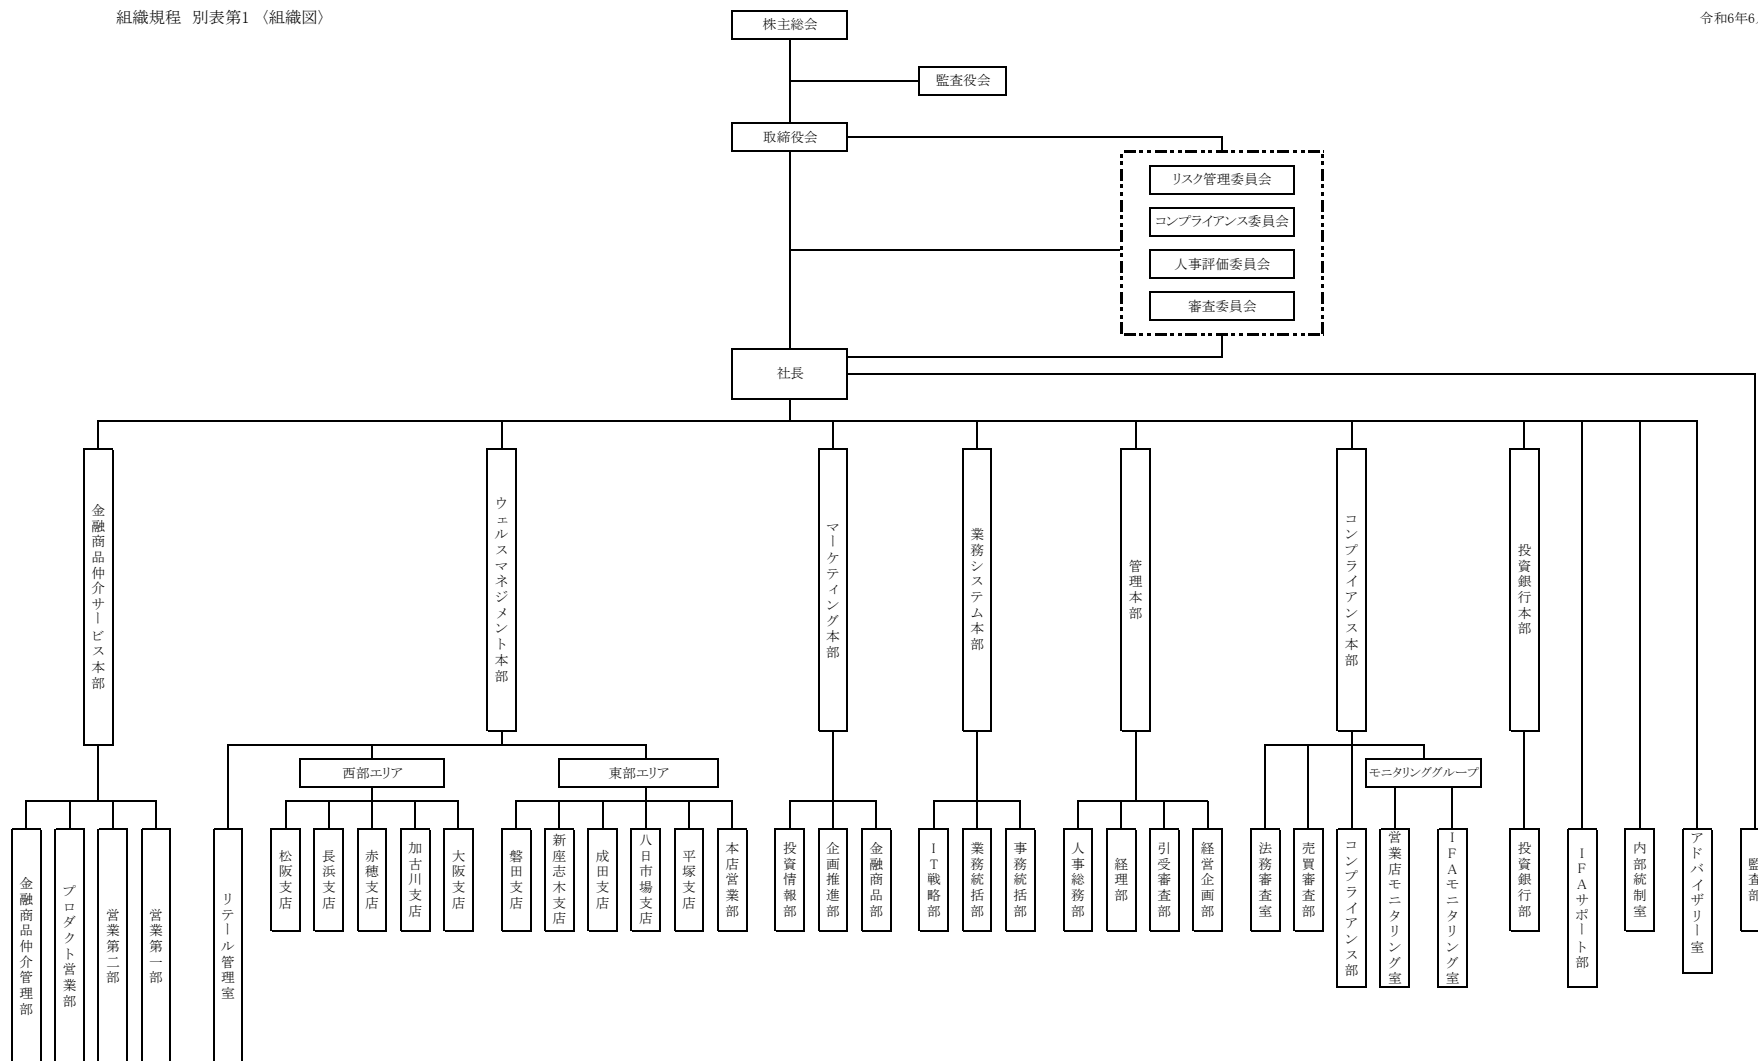 組織規程 別表第1 〈組織図〉
令和6年6
株主総会
監査役会
取締役会
リスク管理委員会
コンプライアンス委員会
人事評価委員会
審査委員会
社長
金融商品仲介サービス本部
ウェルスマネジメント本部
マーケティング本部
業務システム本部
管理本部
コンプライアンス本部
投資銀行本部
西部エリア
東部エリア
モニタリンググループ
金融商品仲介管理部
プロダクト営業部
営業第二部
営業第一部
リテール管理室
松阪支店
長浜支店
赤穂支店
加古川支店
大阪支店
磐田支店
新座志木支店
成田支店
八日市場支店
平塚支店
本店営業部
投資情報部
企画推進部
金融商品部
IT戦略部
業務統括部
事務統括部
人事総務部
経理部
引受審査部
経営企画部
法務審査室
売買審査部
コンプライアンス部
営業店モニタリング室
IFAモニタリング室
投資銀行部
IFAサポート部
内部統制室
アドバイザリー室
監査部